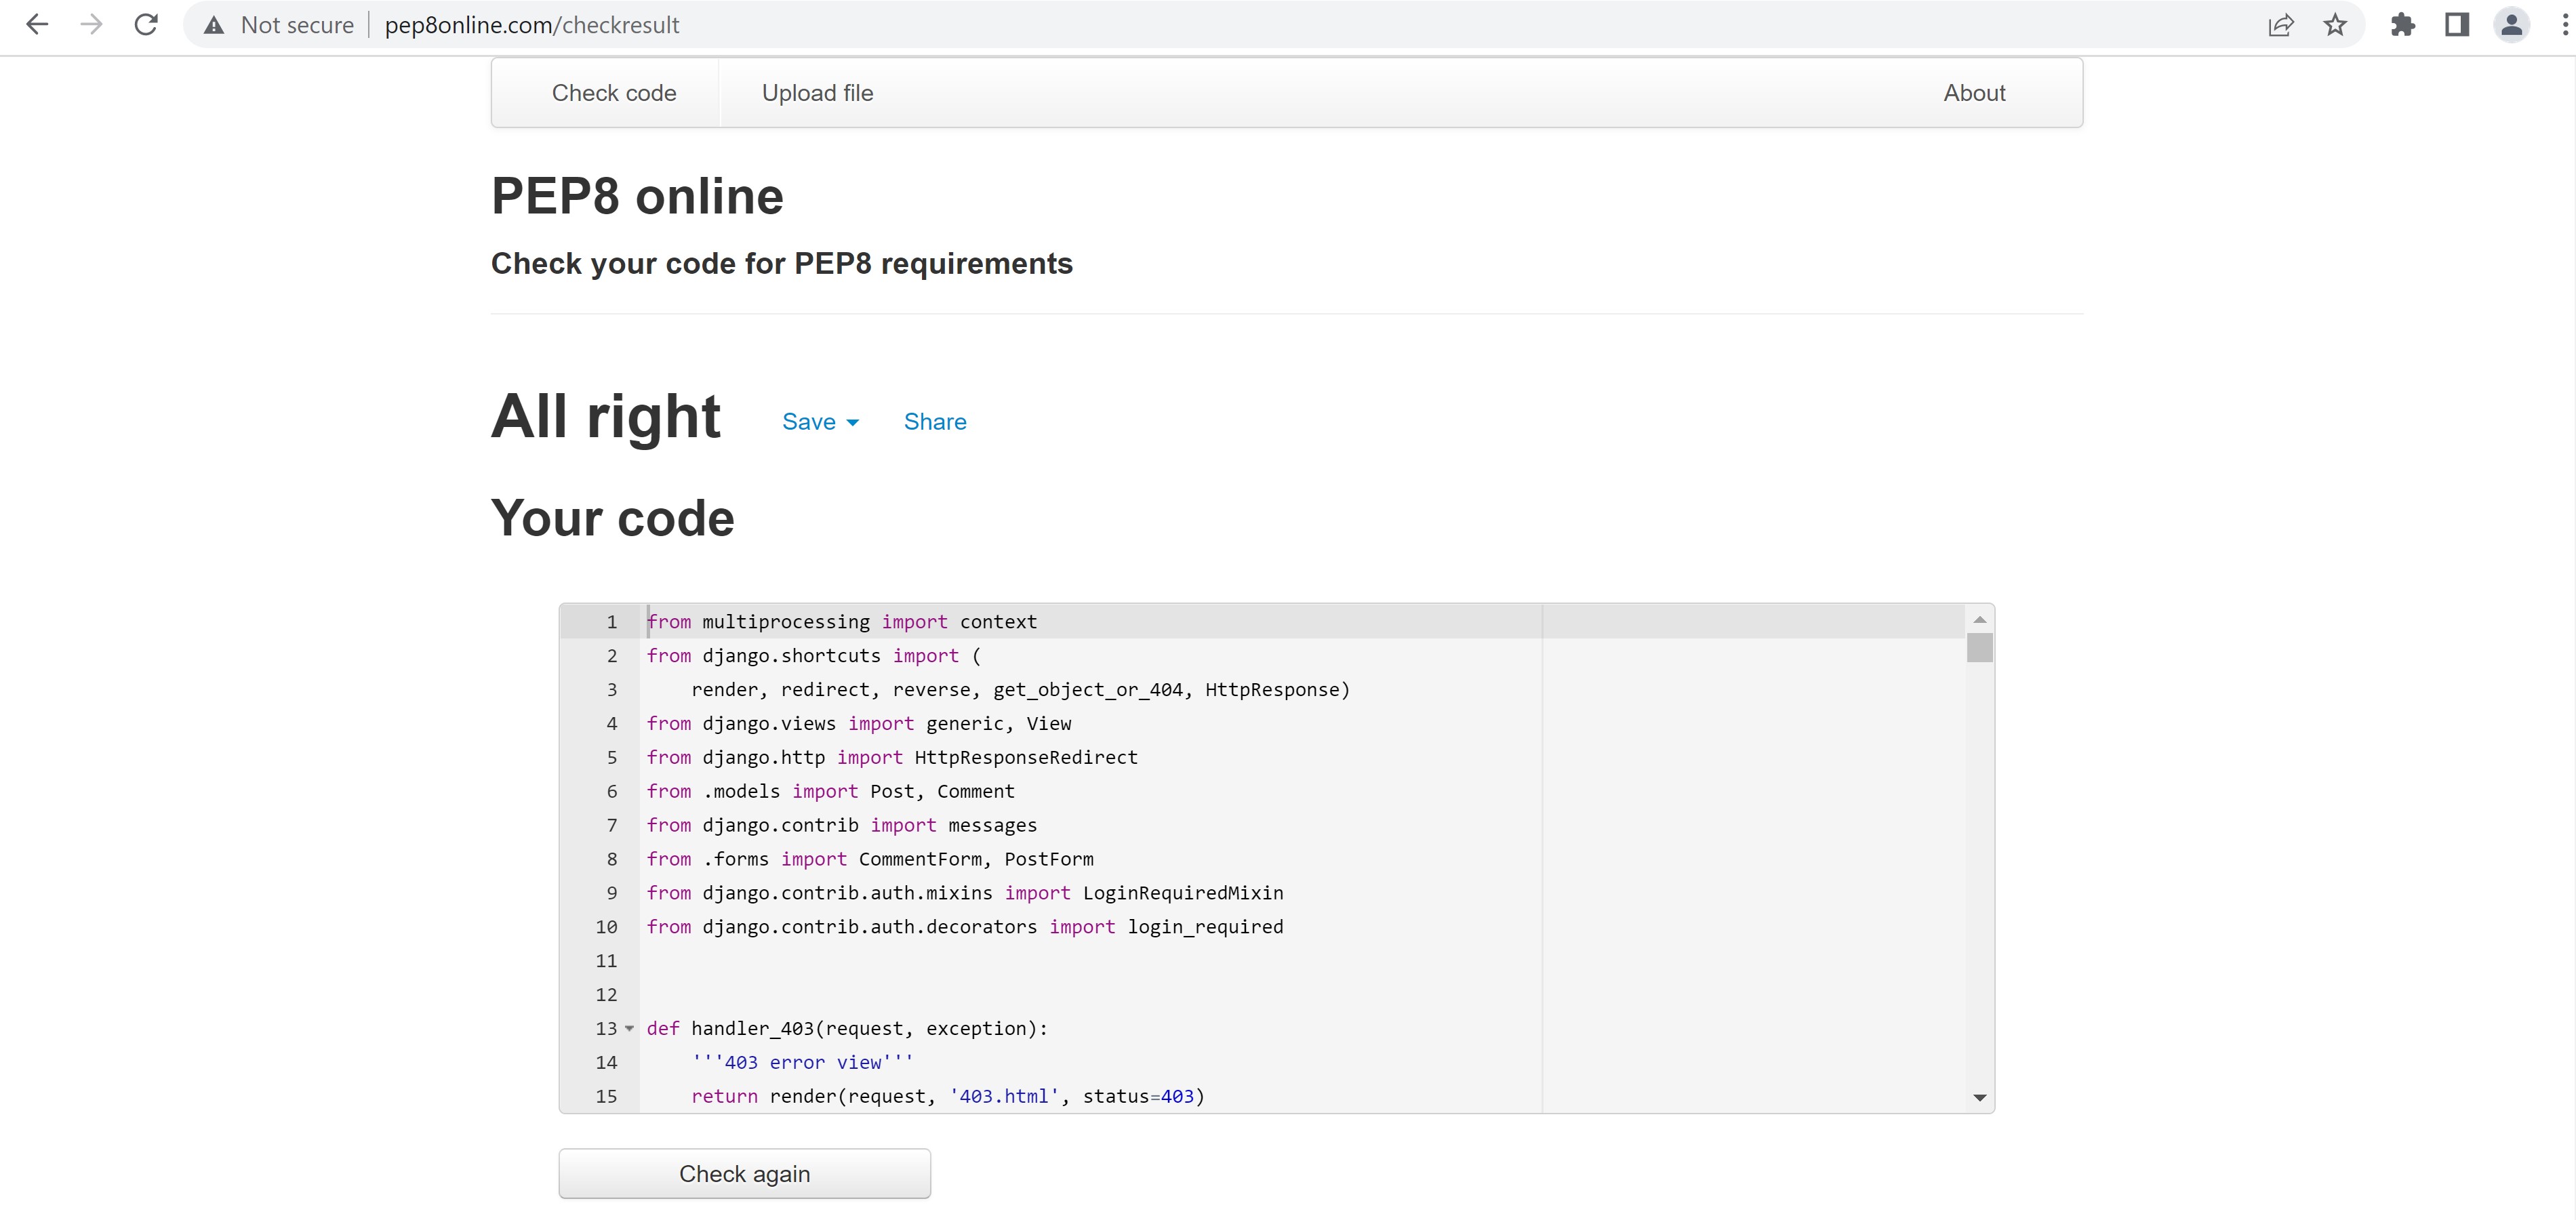 Not secure pep8online.com/checkresult
Check code Upload file About
PEP8 online
Check your code for PEP8 requirements
All right Save Share
Your code
1 from multiprocessing import context
2 from django.shortcuts import (
3     render, redirect, reverse, get_object_or_404, HttpResponse)
4 from django.views import generic, View
5 from django.http import HttpResponseRedirect
6 from .models import Post, Comment
7 from django.contrib import messages
8 from .forms import CommentForm, PostForm
9 from django.contrib.auth.mixins import LoginRequiredMixin
10 from django.contrib.auth.decorators import login_required
11
12
13 def handler_403(request, exception):
14     '''403 error view'''
15     return render(request, '403.html', status=403)
Check again